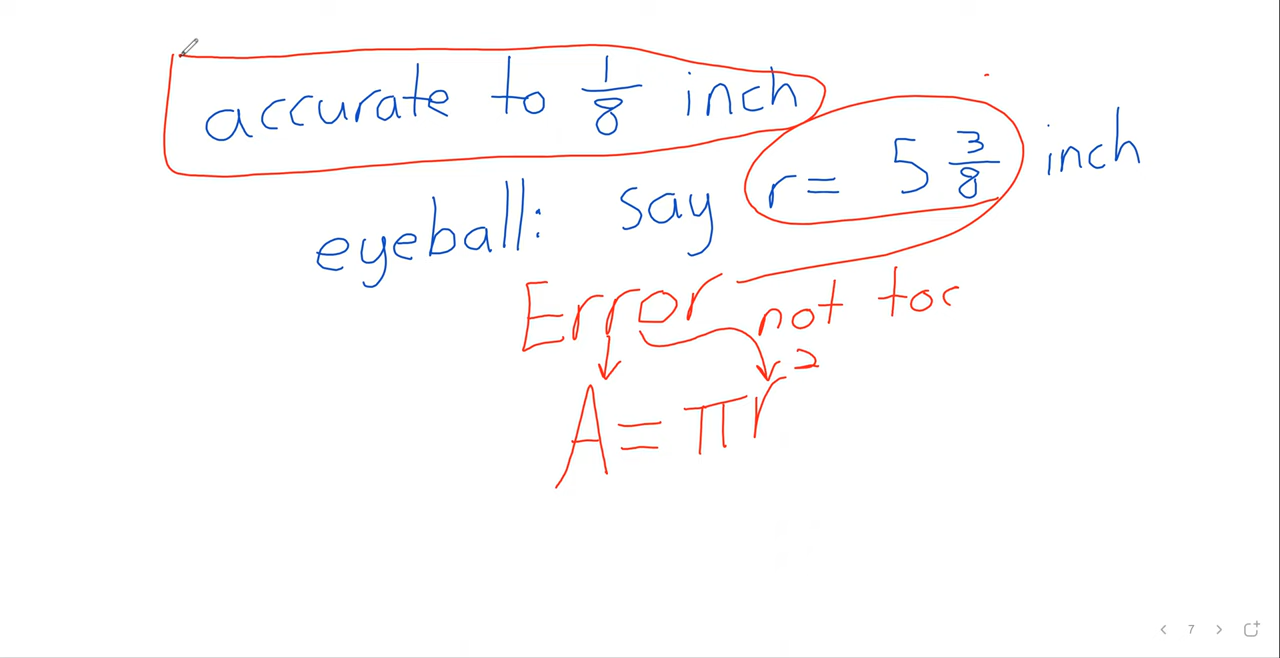 accurate to 1/8 inch
eyeball: say r = 5 3/8 inch
Error not too
A = πr²
7